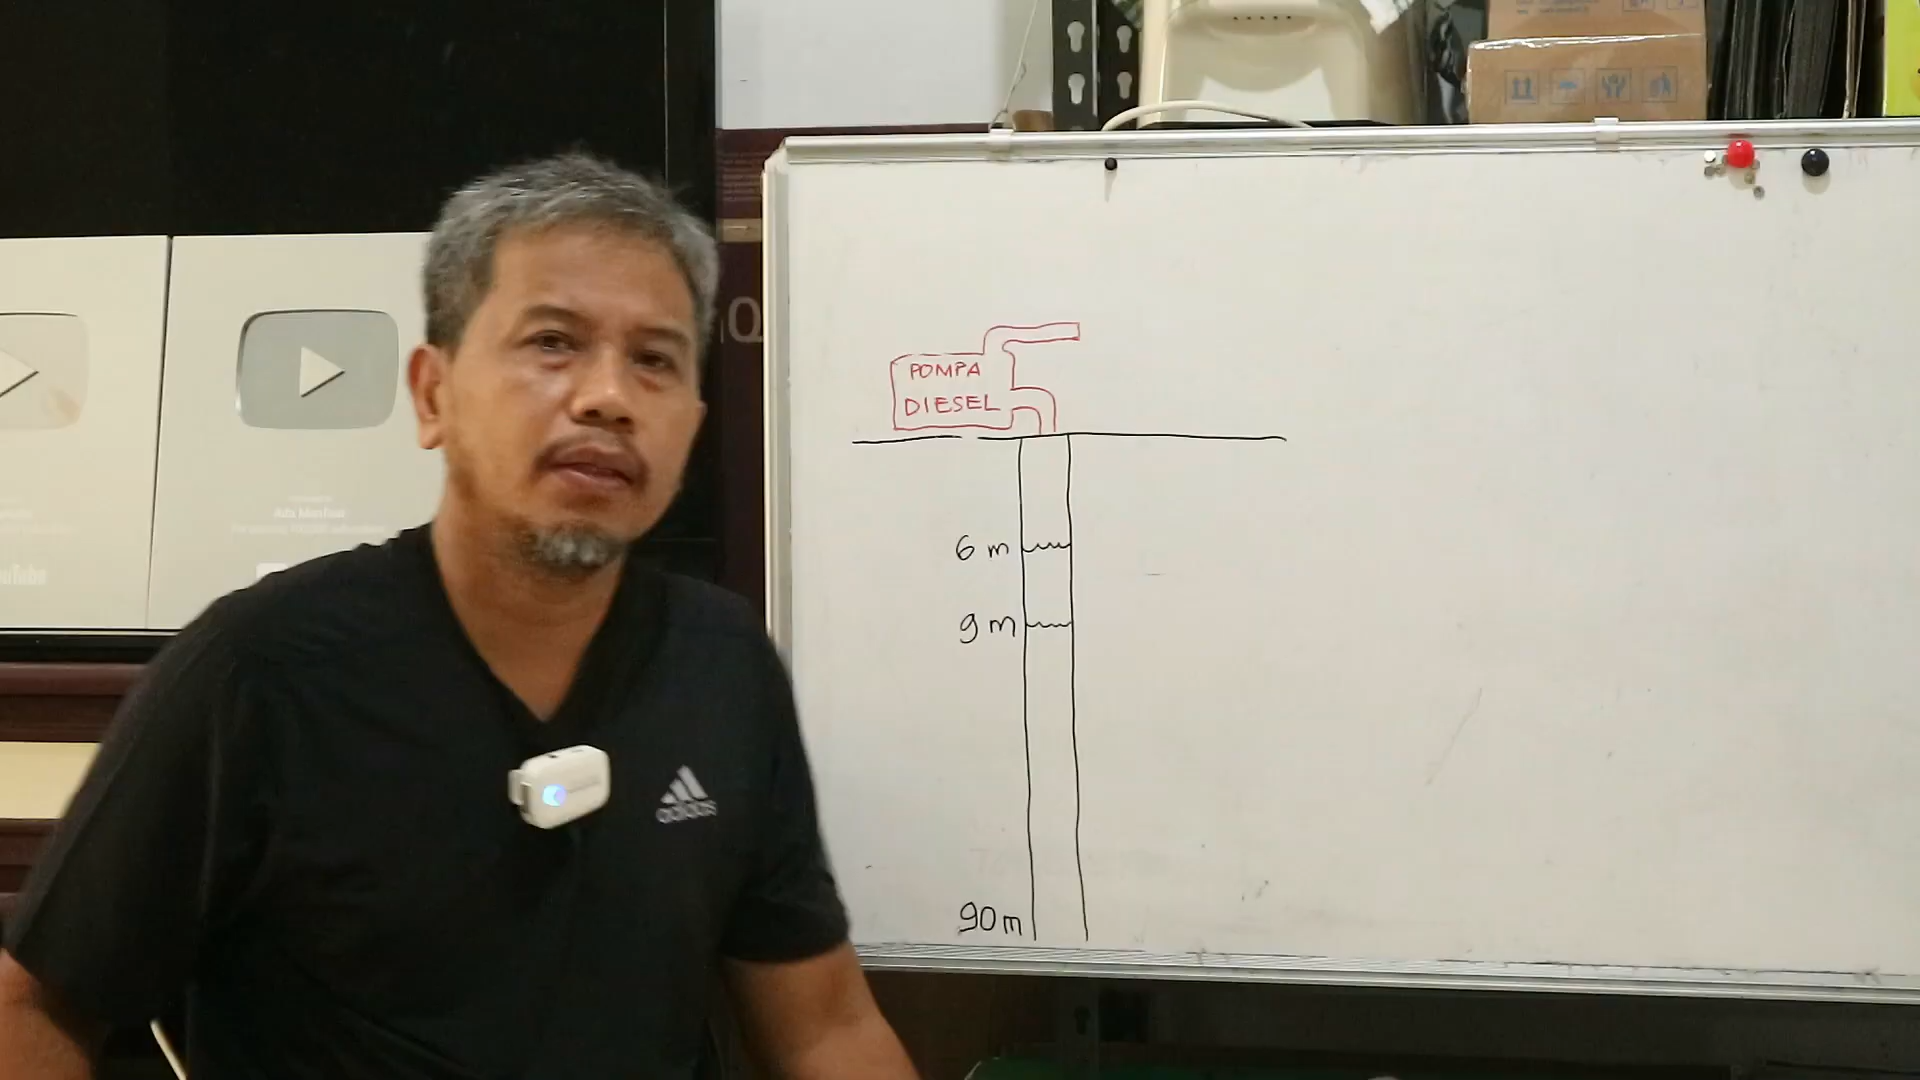 POMPA
DIESEL
6 m
9 m
90 m
adidas